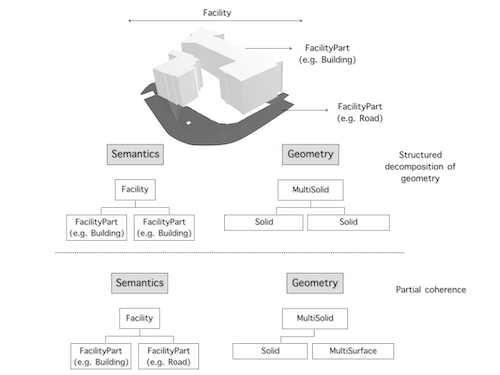 Facility
FacilityPart
(e.g. Building)
FacilityPart
(e.g. Road)
Semantics
Geometry
Structured
decomposition of
geometry
Facility
MultiSolid
FacilityPart
(e.g. Building)
FacilityPart
(e.g. Building)
Solid
Solid
Semantics
Geometry
Partial coherence
Facility
MultiSolid
FacilityPart
(e.g. Building)
FacilityPart
(e.g. Road)
Solid
MultiSurface